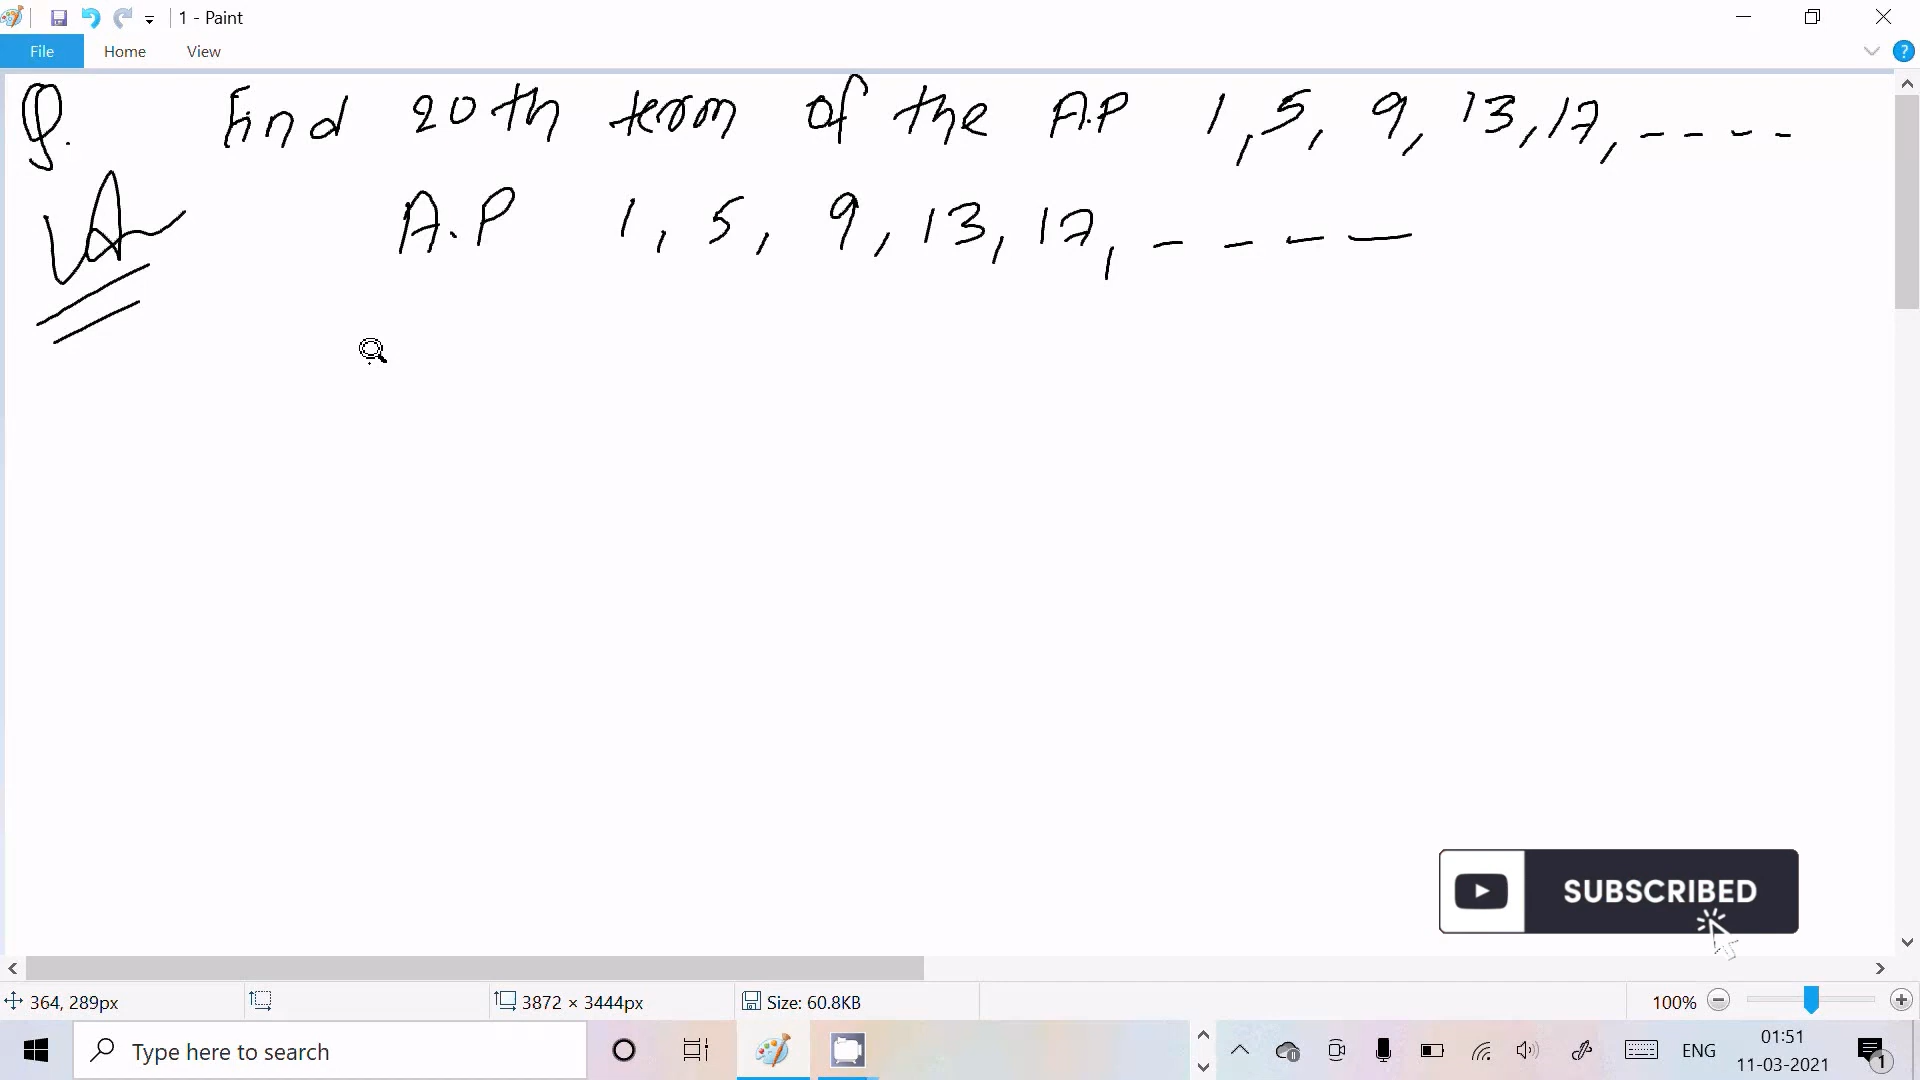 1 - Paint
File Home View
Q. Find 20th term of the A.P 1, 5, 9, 13, 17, ----
A.P 1, 5, 9, 13, 17, ----
SUBSCRIBED
364, 289px 3872 × 3444px Size: 60.8KB 100%
Type here to search ENG 01:51
11-03-2021 1